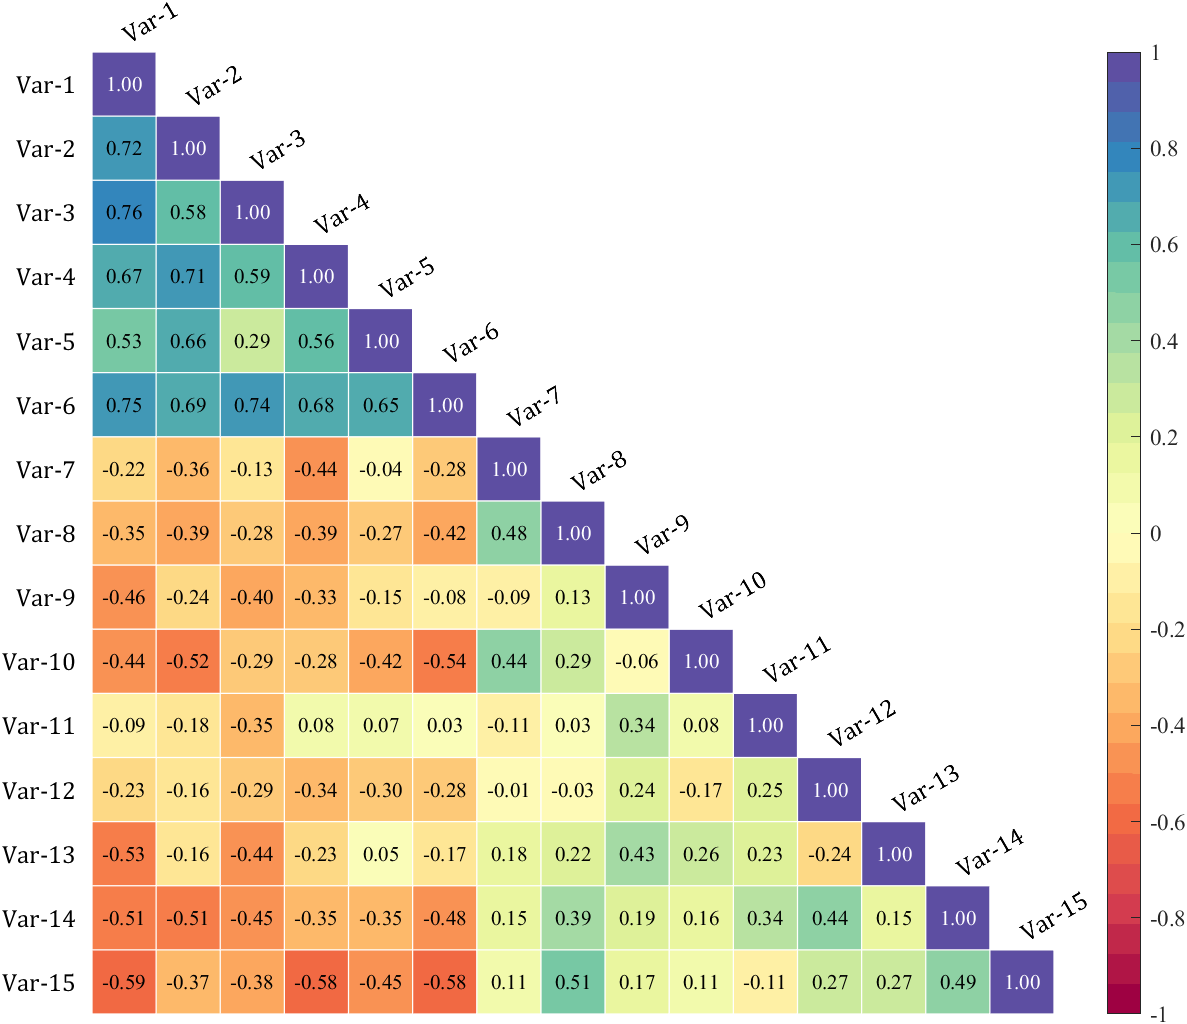 Var-1
Var-1 1.00 Var-2
Var-2 0.72 1.00 Var-3
Var-3 0.76 0.58 1.00 Var-4
Var-4 0.67 0.71 0.59 1.00 Var-5
Var-5 0.53 0.66 0.29 0.56 1.00 Var-6
Var-6 0.75 0.69 0.74 0.68 0.65 1.00 Var-7
Var-7 -0.22 -0.36 -0.13 -0.44 -0.04 -0.28 1.00 Var-8
Var-8 -0.35 -0.39 -0.28 -0.39 -0.27 -0.42 0.48 1.00 Var-9
Var-9 -0.46 -0.24 -0.40 -0.33 -0.15 -0.08 -0.09 0.13 1.00 Var-10
Var-10 -0.44 -0.52 -0.29 -0.28 -0.42 -0.54 0.44 0.29 -0.06 1.00 Var-11
Var-11 -0.09 -0.18 -0.35 0.08 0.07 0.03 -0.11 0.03 0.34 0.08 1.00 Var-12
Var-12 -0.23 -0.16 -0.29 -0.34 -0.30 -0.28 -0.01 -0.03 0.24 -0.17 0.25 1.00 Var-13
Var-13 -0.53 -0.16 -0.44 -0.23 0.05 -0.17 0.18 0.22 0.43 0.26 0.23 -0.24 1.00 Var-14
Var-14 -0.51 -0.51 -0.45 -0.35 -0.35 -0.48 0.15 0.39 0.19 0.16 0.34 0.44 0.15 1.00 Var-15
Var-15 -0.59 -0.37 -0.38 -0.58 -0.45 -0.58 0.11 0.51 0.17 0.11 -0.11 0.27 0.27 0.49 1.00
1
0.8
0.6
0.4
0.2
0
-0.2
-0.4
-0.6
-0.8
-1